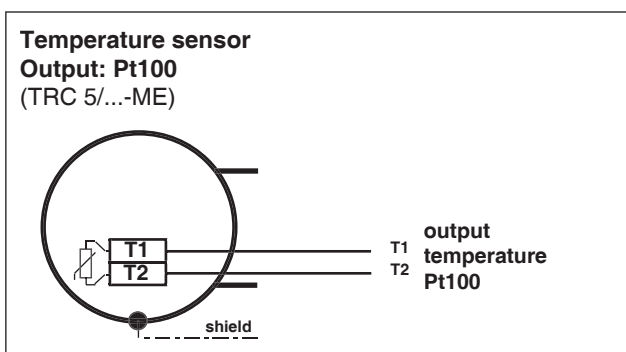 Temperature sensor
Output: Pt100
(TRC 5/...-ME)
T1
T2
T1
T2
output
temperature
Pt100
shield